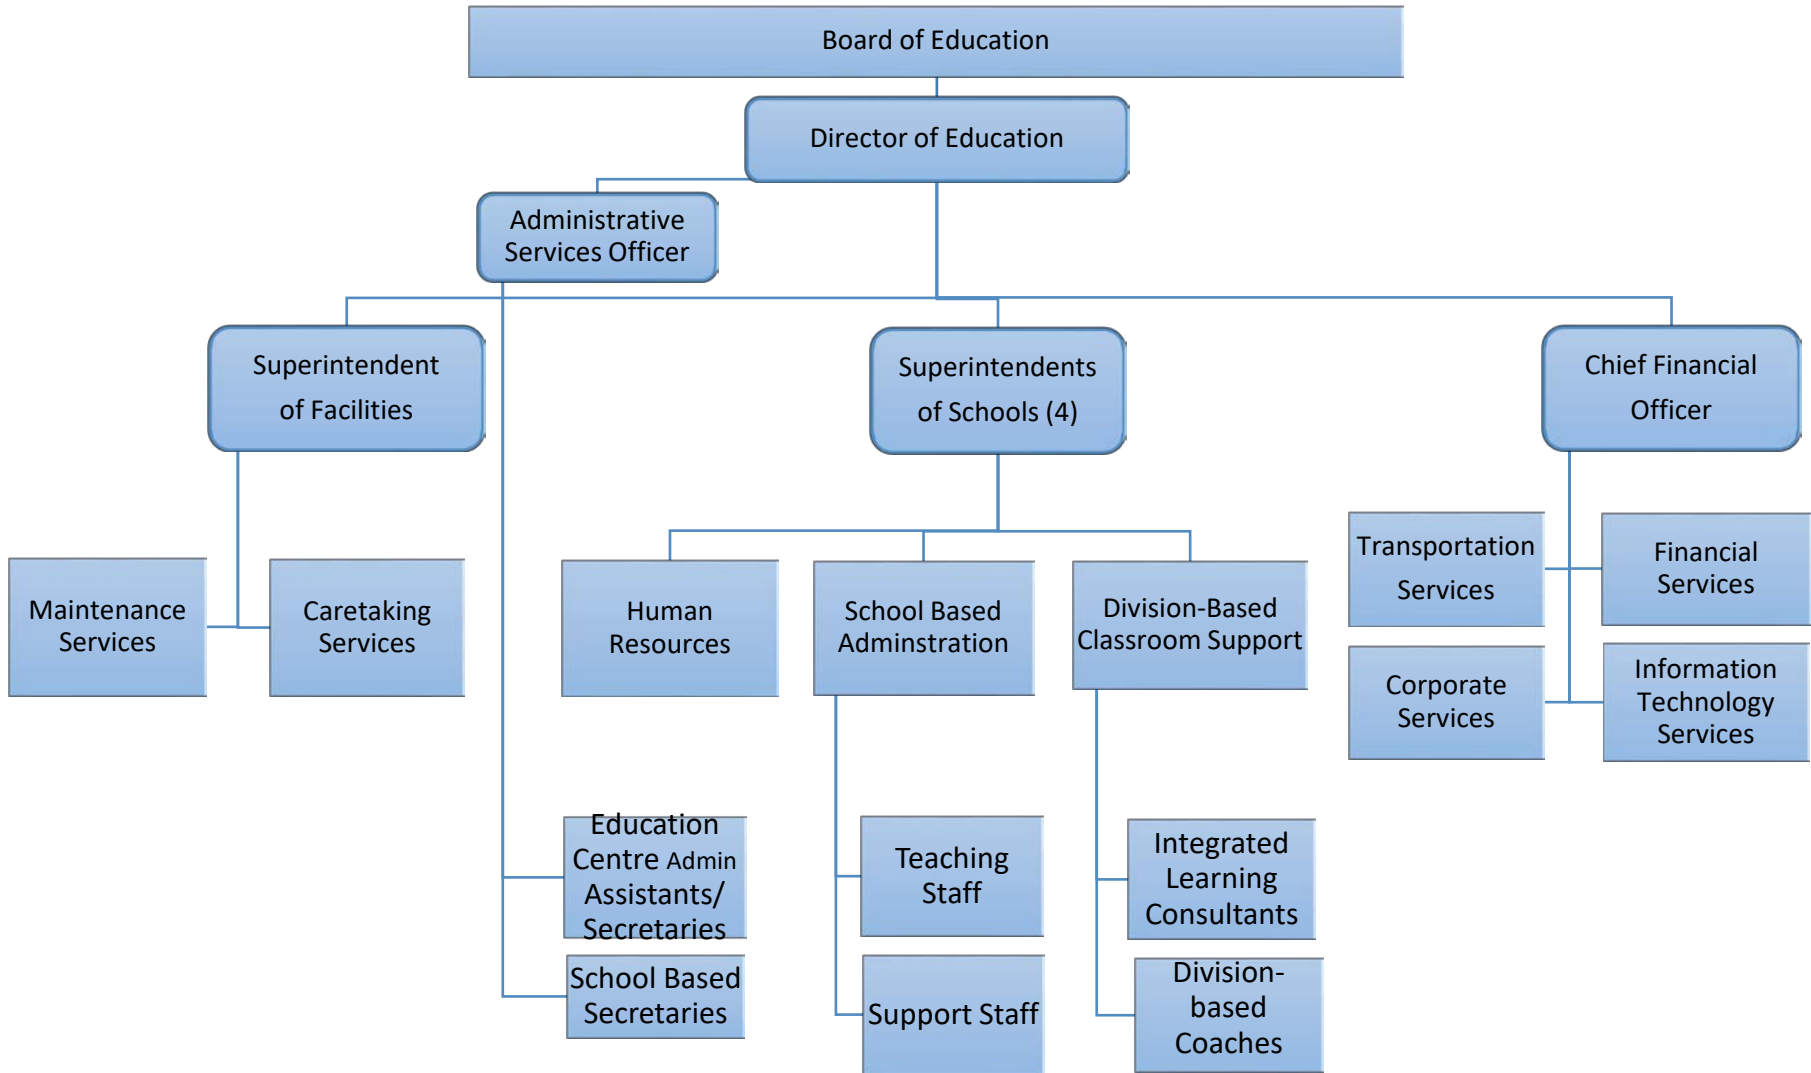 Board of Education
Director of Education
Administrative
Services Officer
Superintendent
of Facilities
Superintendents
of Schools (4)
Chief Financial
Officer
Maintenance
Services
Caretaking
Services
Human
Resources
School Based
Adminstration
Division-Based
Classroom Support
Transportation
Services
Financial
Services
Corporate
Services
Information
Technology
Services
Education
Centre Admin
Assistants/
Secretaries
School Based
Secretaries
Teaching
Staff
Support Staff
Integrated
Learning
Consultants
Division-
based
Coaches